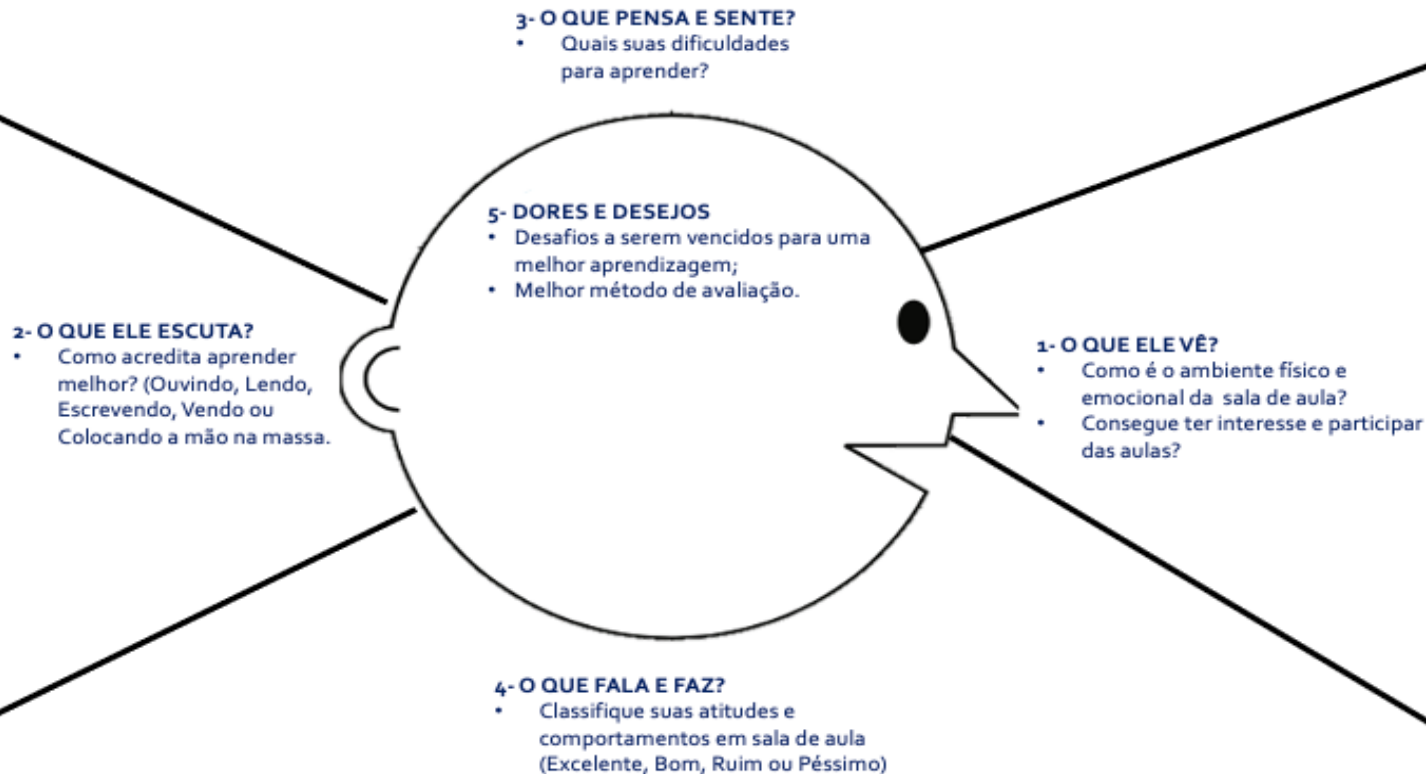 3- O QUE PENSA E SENTE?
• Quais suas dificuldades
para aprender?
5- DORES E DESEJOS
• Desafios a serem vencidos para uma
melhor aprendizagem;
• Melhor método de avaliação.
2- O QUE ELE ESCUTA?
• Como acredita aprender
melhor? (Ouvindo, Lendo,
Escrevendo, Vendo ou
Colocando a mão na massa.
1- O QUE ELE VÊ?
• Como é o ambiente físico e
emocional da sala de aula?
• Consegue ter interesse e participar
das aulas?
4- O QUE FALA E FAZ?
• Classifique suas atitudes e
comportamentos em sala de aula
(Excelente, Bom, Ruim ou Péssimo)